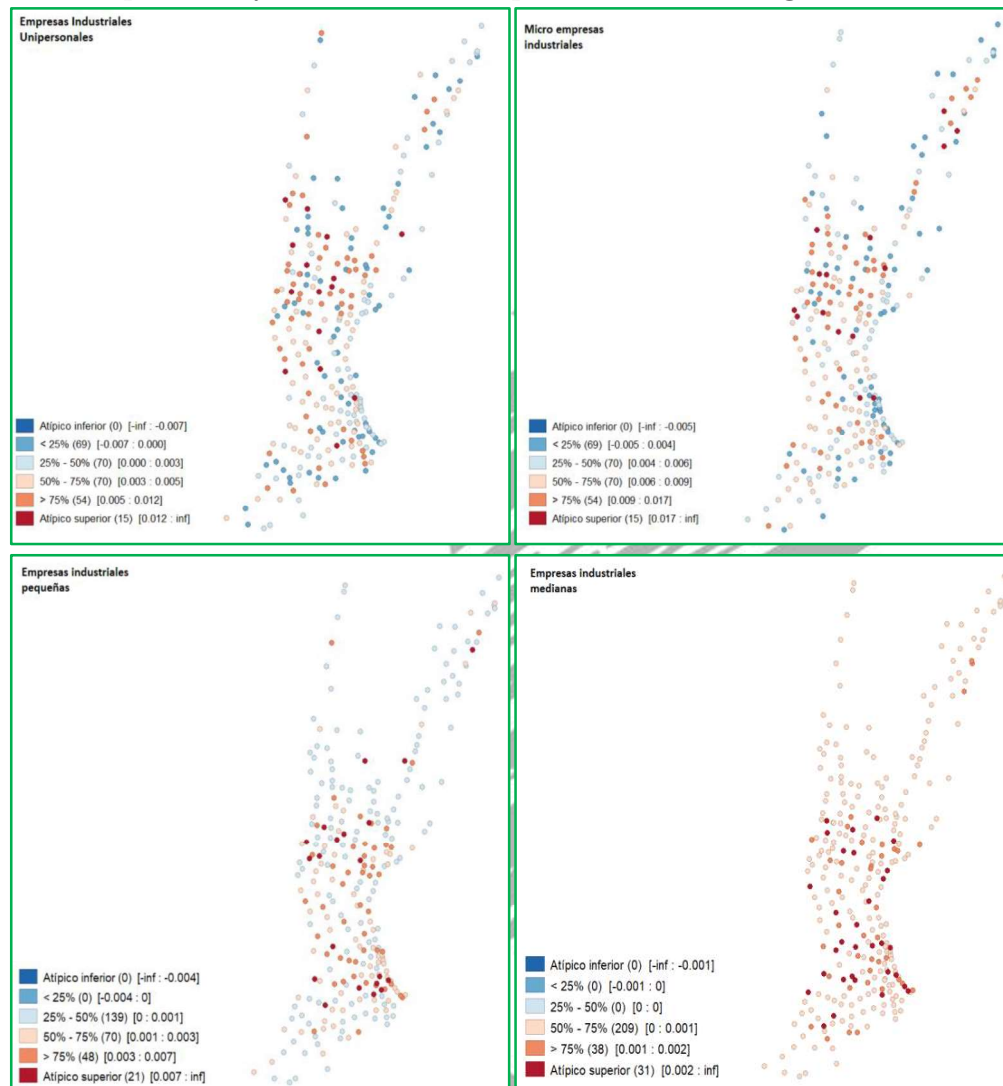 Empresas Industriales
Unipersonales
Atípico inferior (0) [-inf : -0.007]
< 25% (69) [-0.007 : 0.000]
25% - 50% (70) [0.000 : 0.003]
50% - 75% (70) [0.003 : 0.005]
> 75% (54) [0.005 : 0.012]
Atípico superior (15) [0.012 : inf]
Micro empresas
industriales
Atípico inferior (0) [-inf : -0.005]
< 25% (69) [-0.005 : 0.004]
25% - 50% (70) [0.004 : 0.006]
50% - 75% (70) [0.006 : 0.009]
> 75% (54) [0.009 : 0.017]
Atípico superior (15) [0.017 : inf]
Empresas industriales
pequeñas
Atípico inferior (0) [-inf : -0.004]
< 25% (0) [-0.004 : 0]
25% - 50% (139) [0 : 0.001]
50% - 75% (70) [0.001 : 0.003]
> 75% (48) [0.003 : 0.007]
Atípico superior (21) [0.007 : inf]
Empresas industriales
medianas
Atípico inferior (0) [-inf : -0.001]
< 25% (0) [-0.001 : 0]
25% - 50% (0) [0 : 0]
50% - 75% (209) [0 : 0.001]
> 75% (38) [0.001 : 0.002]
Atípico superior (31) [0.002 : inf]